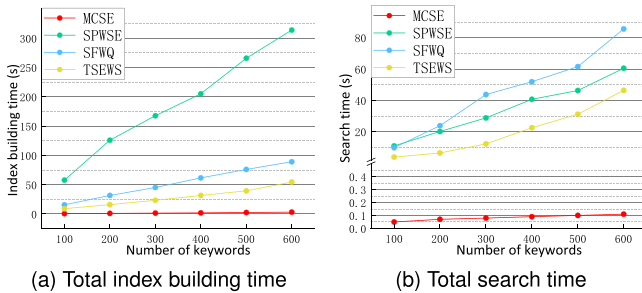 MCSE
SPWSE
SFWQ
TSEWS
300
250
200
150
100
50
0
Index building time (s)
100 200 300 400 500 600
Number of keywords
(a) Total index building time
MCSE
SPWSE
SFWQ
TSEWS
80
60
40
20
0.4
0.3
0.2
0.1
0.0
Search time (s)
100 200 300 400 500 600
Number of keywords
(b) Total search time